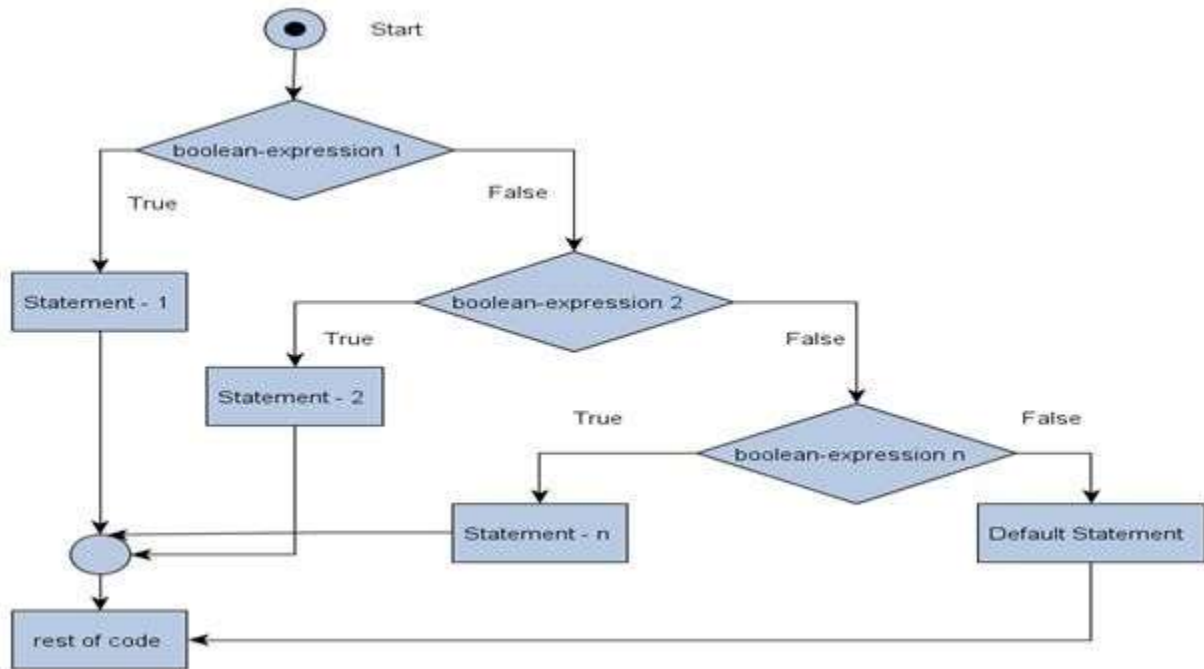 Start
boolean-expression 1
True
False
Statement - 1
boolean-expression 2
True
False
Statement - 2
True
False
boolean-expression n
Statement - n
Default Statement
rest of code